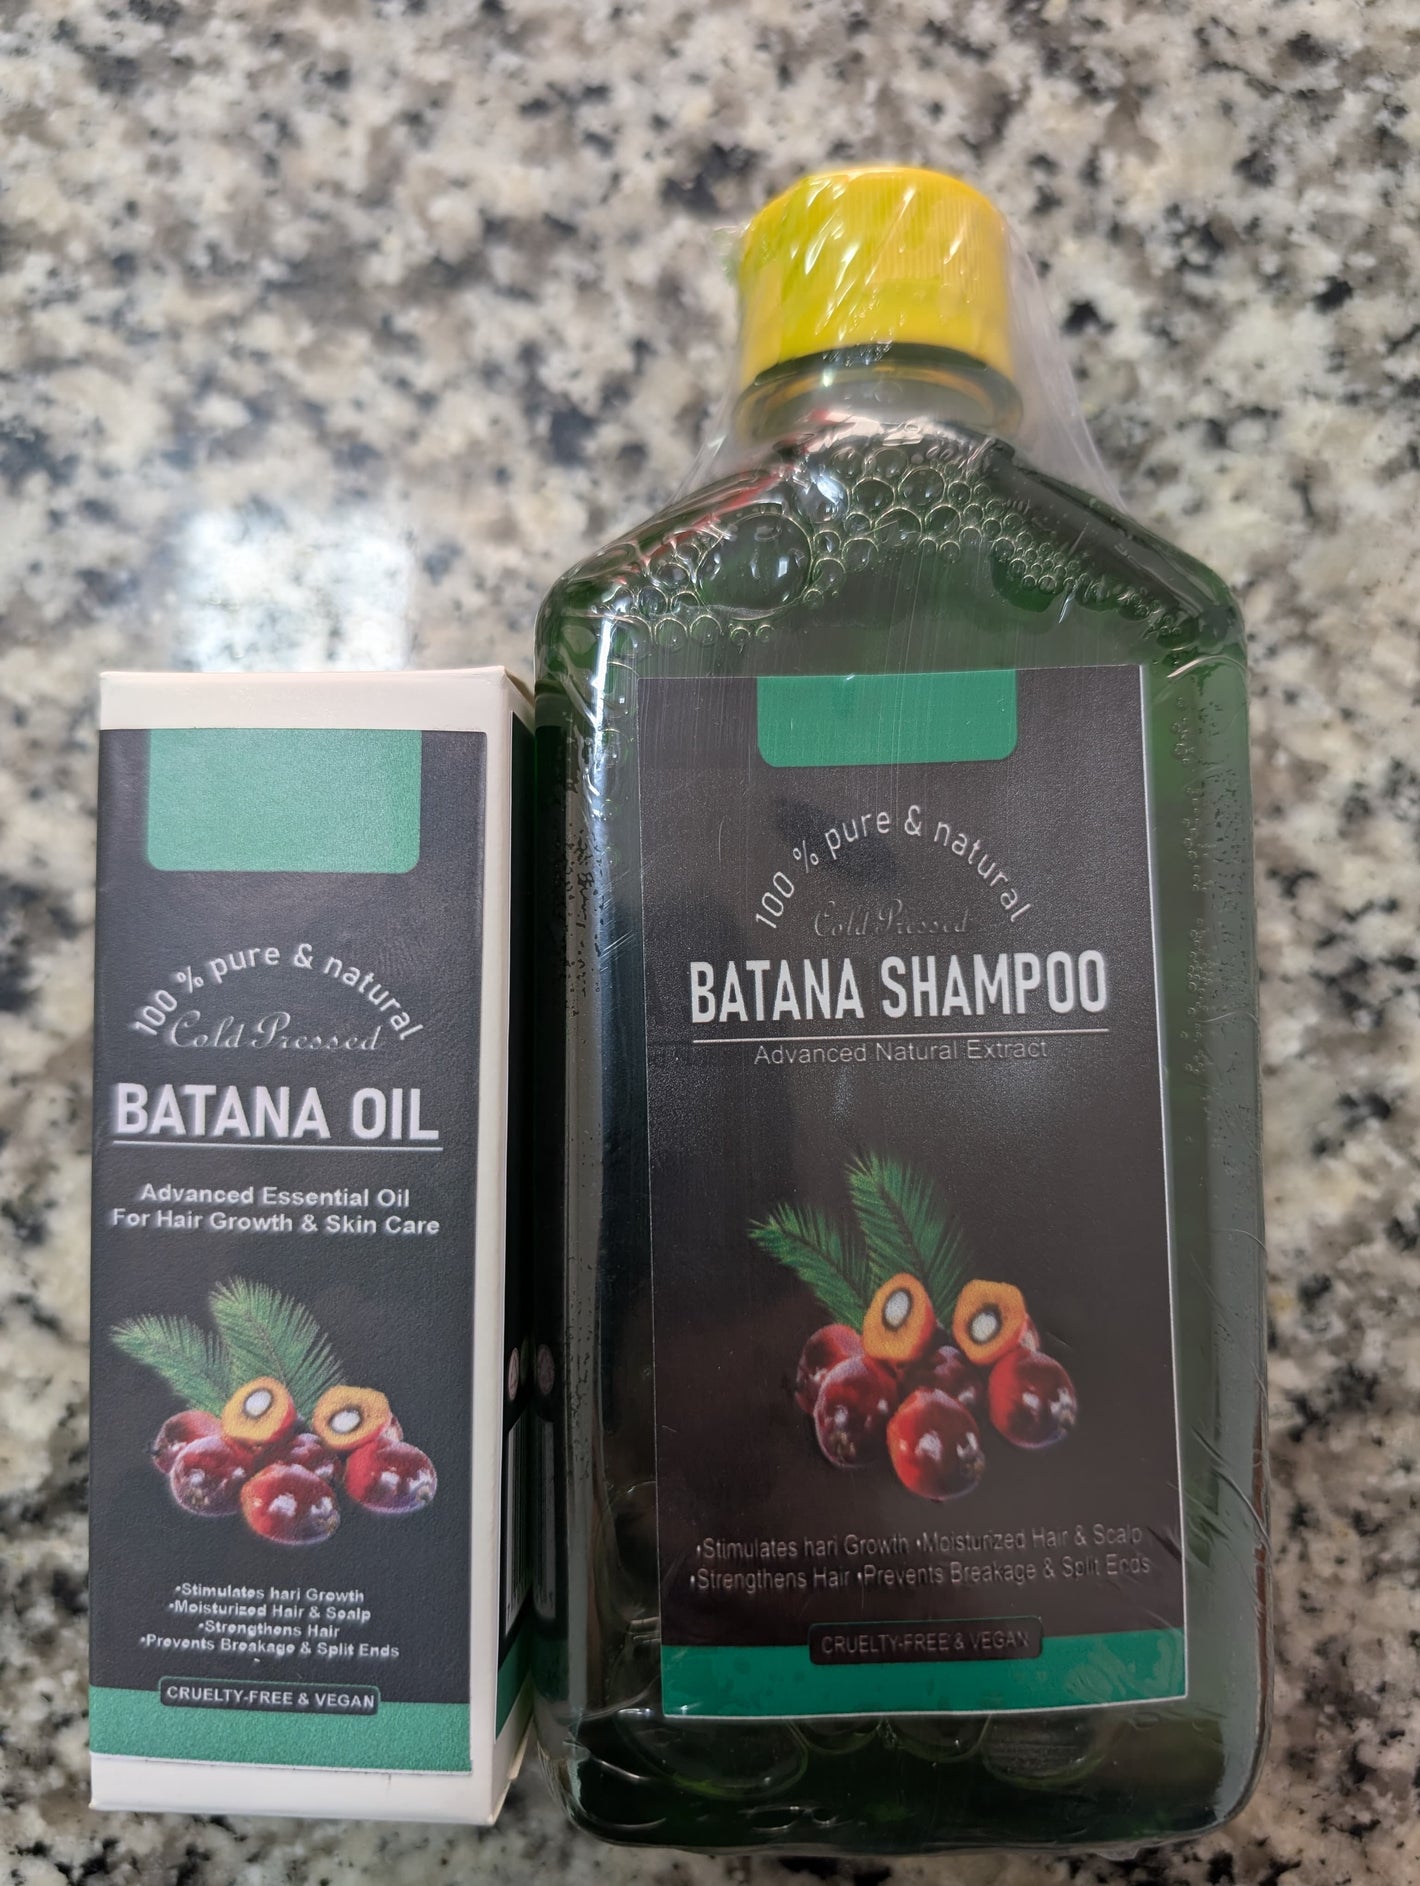 100 % pure & natural
Cold Pressed
BATANA OIL
Advanced Essential Oil
For Hair Growth & Skin Care
•Stimulates hari Growth
•Moisturized Hair & Scalp
•Strengthens Hair
•Prevents Breakage & Split Ends
CRUELTY-FREE & VEGAN
100 % pure & natural
Cold Pressed
BATANA SHAMPOO
Advanced Natural Extract
•Stimulates hari Growth •Moisturized Hair & Scalp
•Strengthens Hair •Prevents Breakage & Split Ends
CRUELTY-FREE & VEGAN